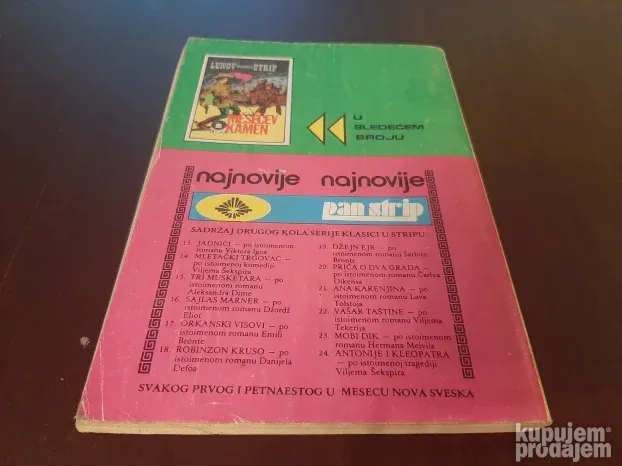 LUNOV MAGNUS STRIP
MESEČEV
KAMEN
U
SLEDEĆEM
BROJU
najnovije najnovije
pan strip
SADRŽAJ DRUGOG KOLA SERIJE KLASICI U STRIPU:
13. JADNICI — po istoimenom
romanu Viktora Igoa
14. MLETAČKI TRGOVAC —
po istoimenoj komediji
Viljema Šekspira
15. TRI MUSKETARA — po
istoimenom romanu
Aleksandra Dime
16. SAJLAS MARNER — po
istoimenom romanu Džordž
Eliot
17. ORKANSKI VISOVI — po
istoimenom romanu Emili
Bronte
18. ROBINZON KRUSO — po
istoimenom romanu Danijela
Defoa
19. DŽEJN EJR — po
istoimenom romanu Šarlote
Bronte
20. PRIČA O DVA GRADA — po
istoimenom romanu Čarlsa
Dikensa
21. ANA KARENJINA — po
istoimenom romanu Lava
Tolstoja
22. VAŠAR TAŠTINE — po
istoimenom romanu Viljema
Tekerija
23. MOBI DIK — po istoimenom
romanu Hermana Melvila
24. ANTONIJE I KLEOPATRA
— po istoimenoj tragediji
Viljema Šekspira
SVAKOG PRVOG I PETNAESTOG U MESECU NOVA SVESKA
kupujem
prodajem